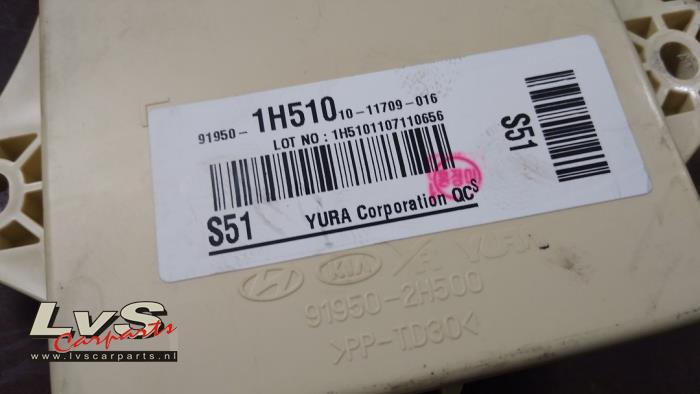 91950- 1H510 10-11709-016
LOT NO : 1H5101107110656
S51
S51 YURA Corporation QCS
KIA YURA
91950-2H500
>PP-TD30<
LvS
Carparts
www.lvscarparts.nl